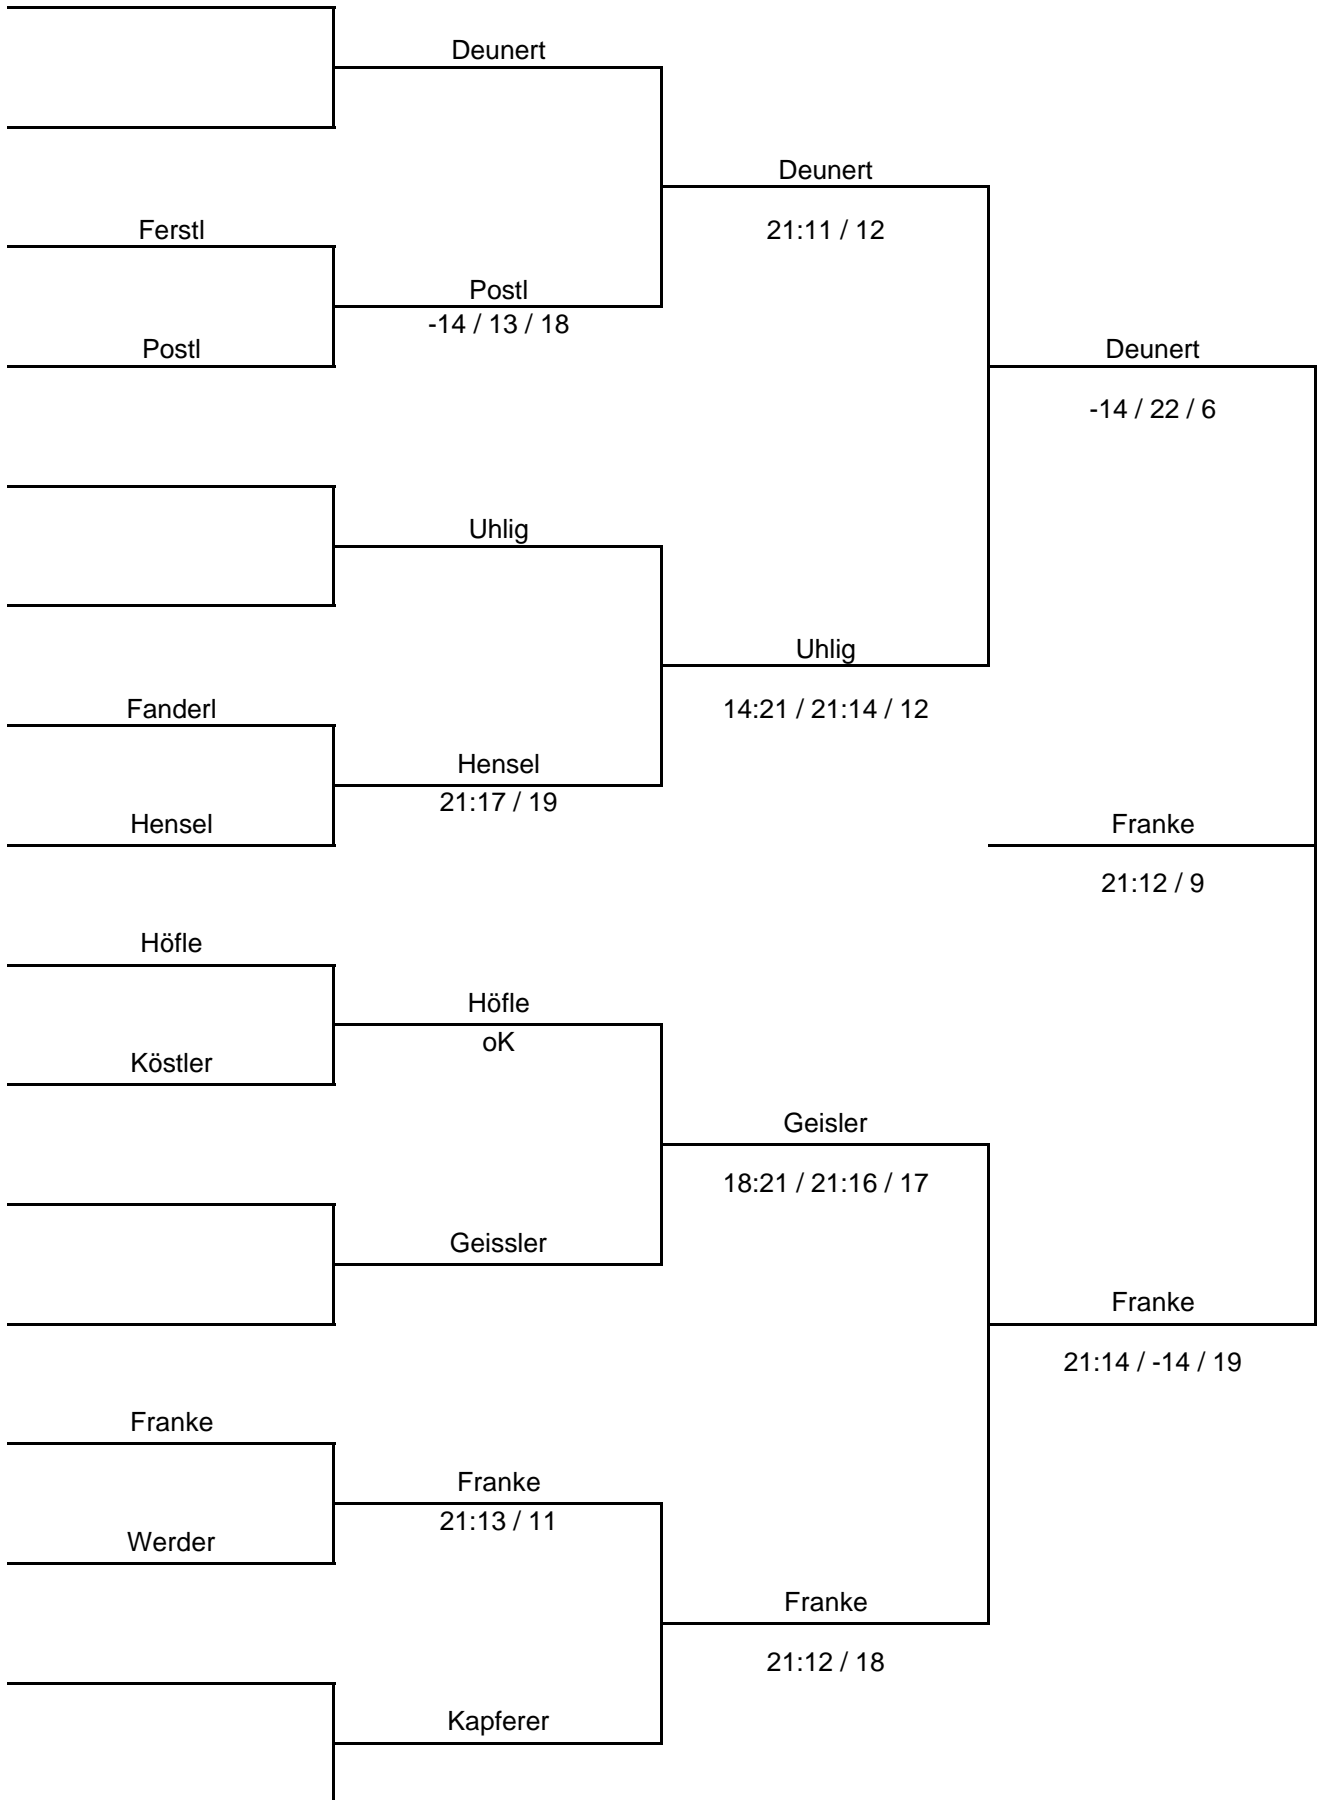 Deunert
Deunert
Ferstl
21:11 / 12
Postl
-14 / 13 / 18
Postl
Deunert
-14 / 22 / 6
Uhlig
Uhlig
Fanderl
14:21 / 21:14 / 12
Hensel
21:17 / 19
Hensel
Franke
21:12 / 9
Höfle
Höfle
oK
Köstler
Geisler
18:21 / 21:16 / 17
Geissler
Franke
21:14 / -14 / 19
Franke
Franke
21:13 / 11
Werder
Franke
21:12 / 18
Kapferer